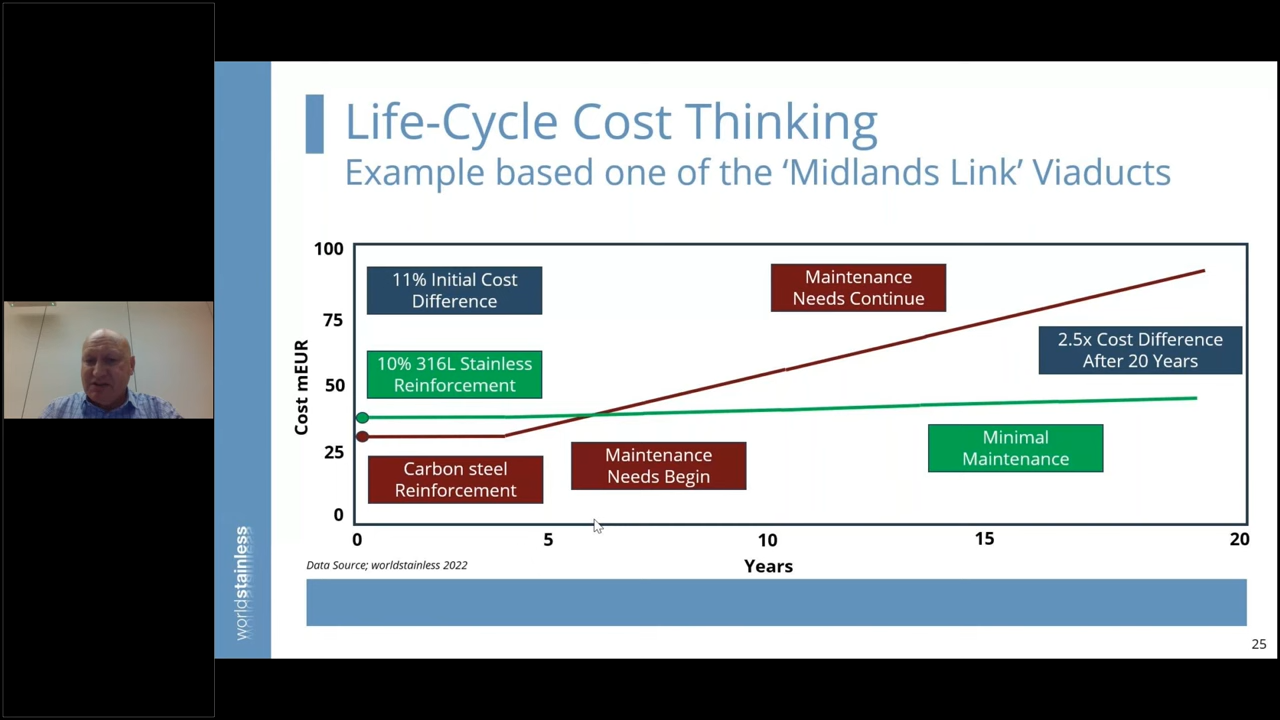 Life-Cycle Cost Thinking
Example based one of the ‘Midlands Link’ Viaducts
100
75
50
25
0
Cost mEUR
11% Initial Cost
Difference
10% 316L Stainless
Reinforcement
Carbon steel
Reinforcement
Maintenance
Needs Begin
Maintenance
Needs Continue
2.5x Cost Difference
After 20 Years
Minimal
Maintenance
0
5
10
15
20
Years
Data Source; worldstainless 2022
worldstainless
25